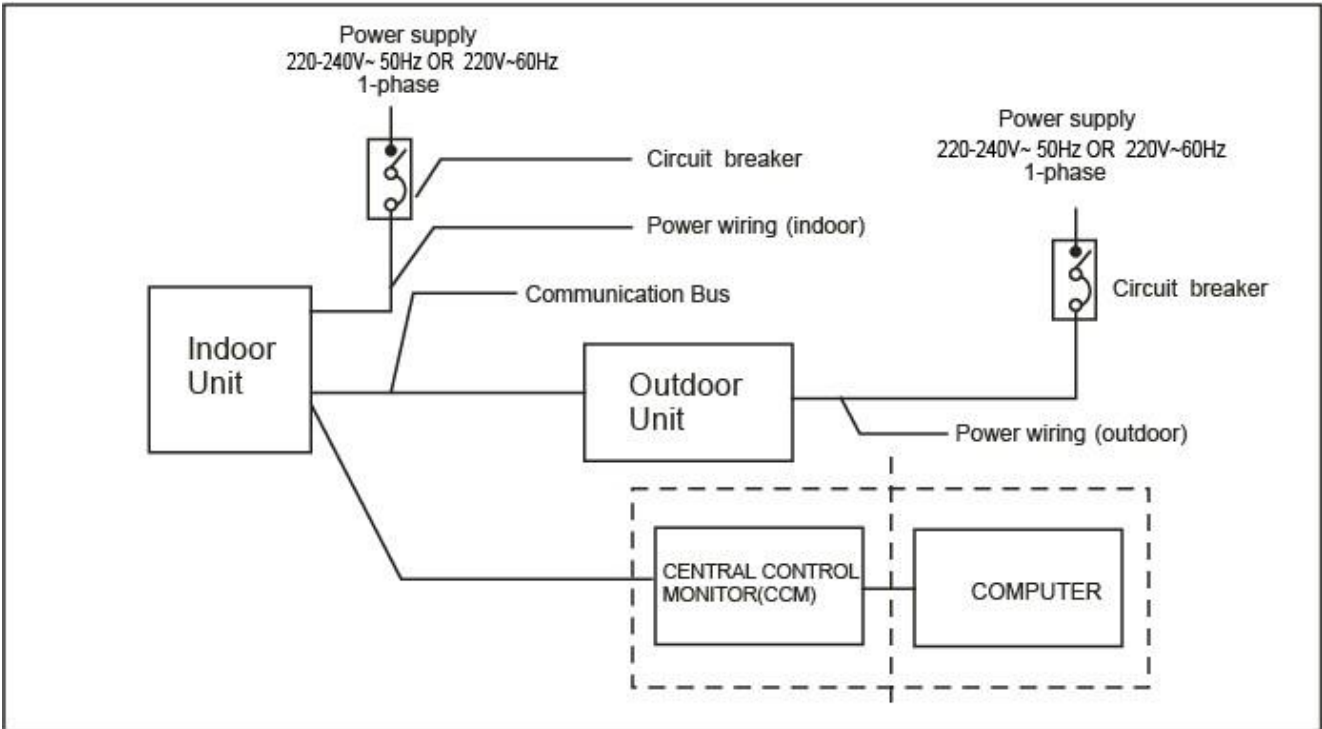 Power supply
220-240V~ 50Hz OR 220V~60Hz
1-phase
Circuit breaker
Power wiring (indoor)
Communication Bus
Indoor
Unit
Outdoor
Unit
Power supply
220-240V~ 50Hz OR 220V~60Hz
1-phase
Circuit breaker
Power wiring (outdoor)
CENTRAL CONTROL
MONITOR(CCM)
COMPUTER